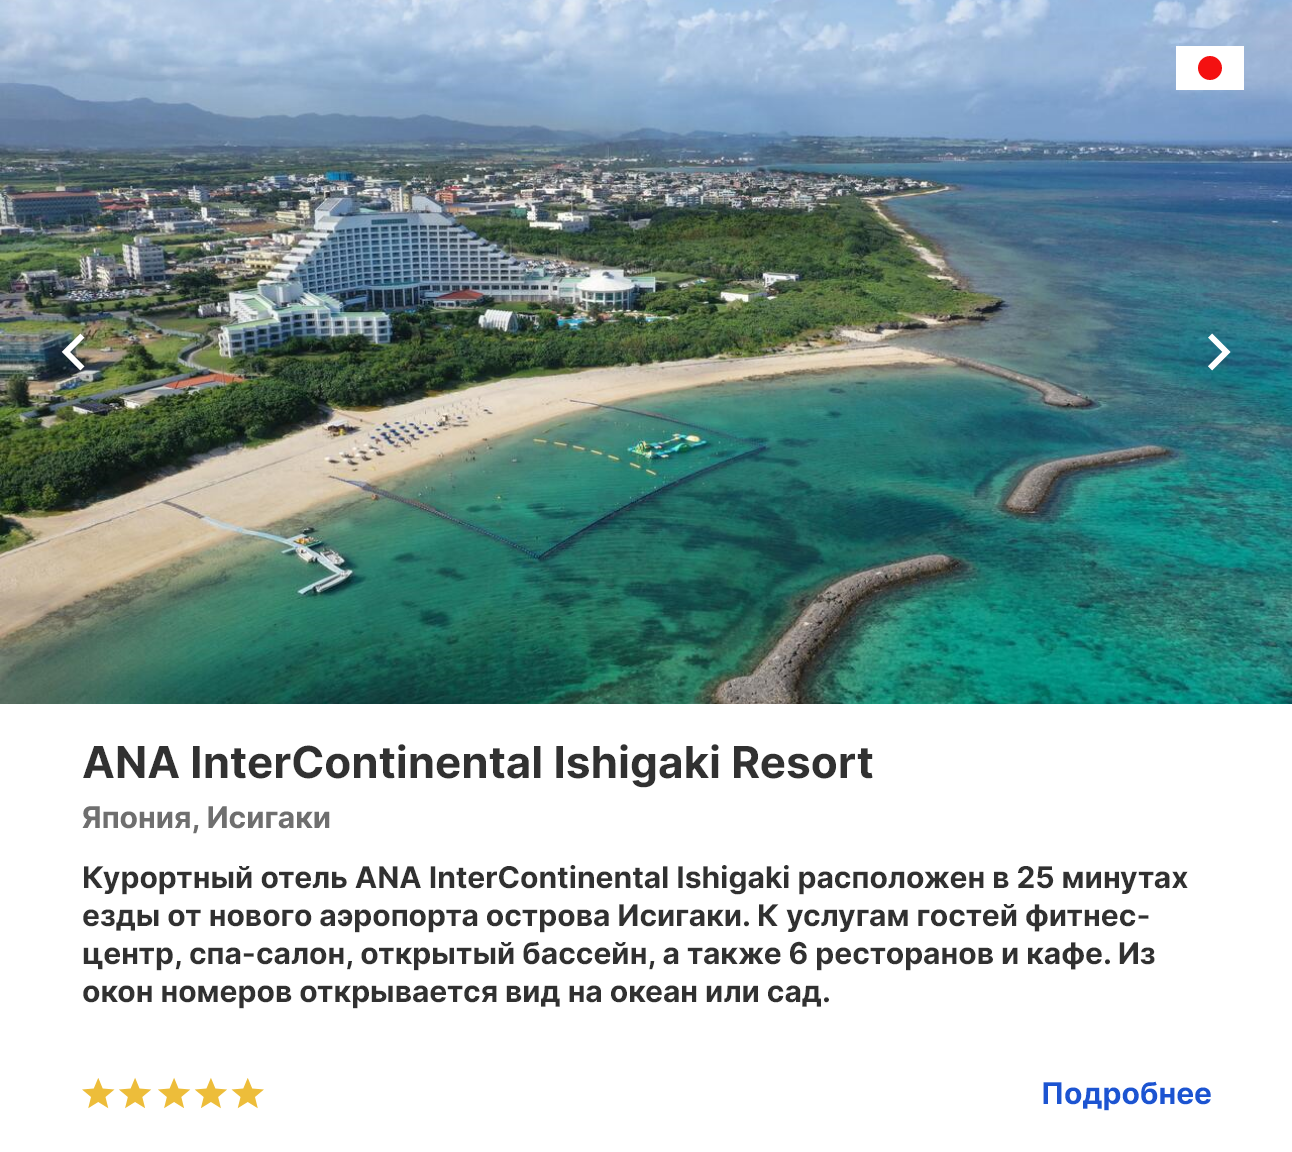 ANA InterContinental Ishigaki Resort
Япония, Исигаки
Курортный отель ANA InterContinental Ishigaki расположен в 25 минутах
езды от нового аэропорта острова Исигаки. К услугам гостей фитнес-
центр, спа-салон, открытый бассейн, а также 6 ресторанов и кафе. Из
окон номеров открывается вид на океан или сад.
Подробнее